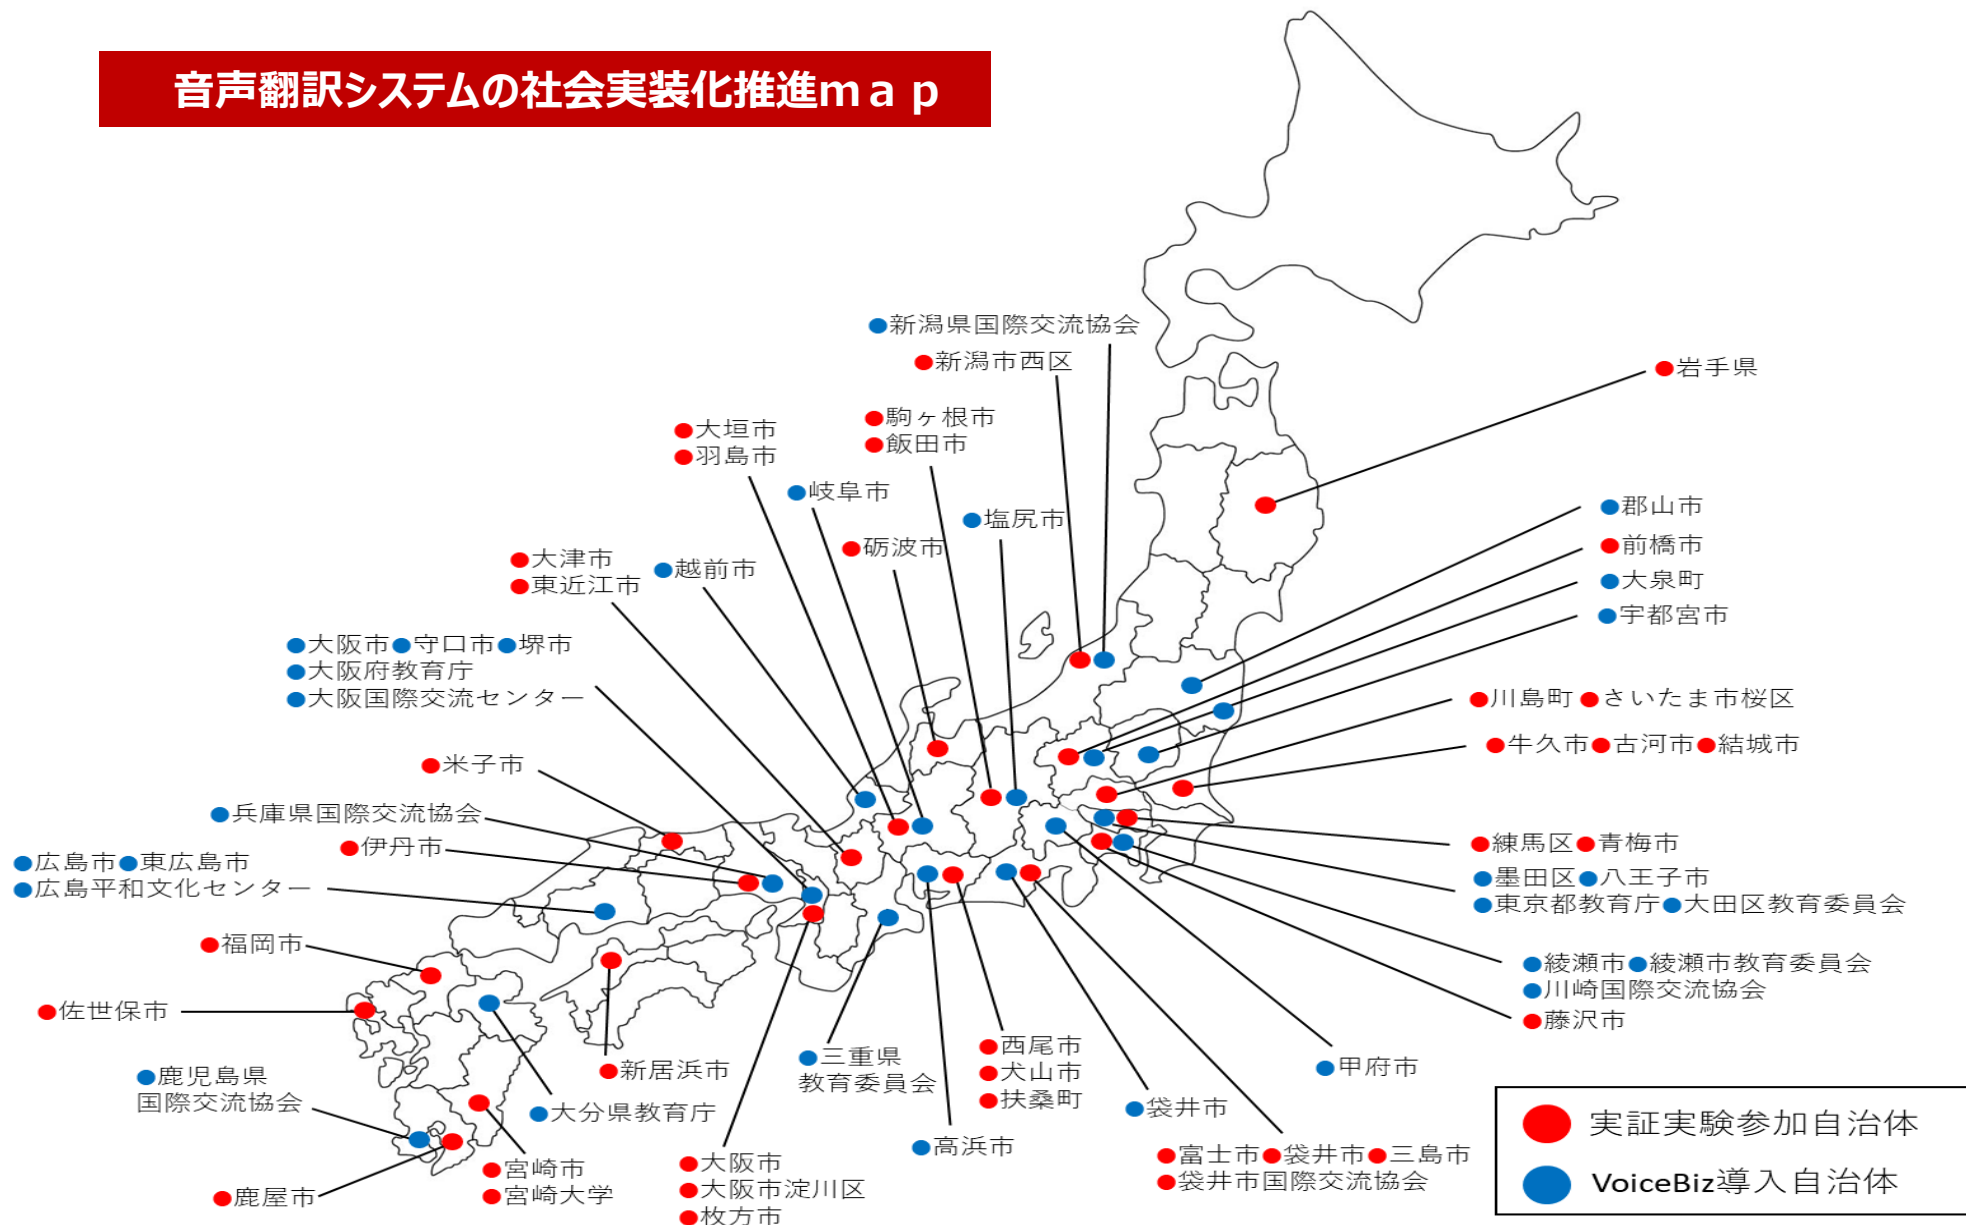 音声翻訳システムの社会実装化推進ｍａｐ
新潟県国際交流協会
新潟市西区
岩手県
駒ヶ根市
飯田市
大垣市
羽島市
岐阜市
塩尻市
砺波市
大津市
東近江市
越前市
郡山市
前橋市
大泉町
宇都宮市
大阪市 守口市 堺市
大阪府教育庁
大阪国際交流センター
川島町 さいたま市桜区
牛久市 古河市 結城市
米子市
兵庫県国際交流協会
伊丹市
広島市 東広島市
広島平和文化センター
練馬区 青梅市
墨田区 八王子市
東京都教育庁 大田区教育委員会
福岡市
佐世保市
綾瀬市 綾瀬市教育委員会
川崎国際交流協会
藤沢市
鹿児島県
国際交流協会
新居浜市
大分県教育庁
三重県
教育委員会
西尾市
犬山市
扶桑町
甲府市
袋井市
高浜市
鹿屋市
宮崎市
宮崎大学
大阪市
大阪市淀川区
枚方市
富士市 袋井市 三島市
袋井市国際交流協会
実証実験参加自治体
VoiceBiz導入自治体